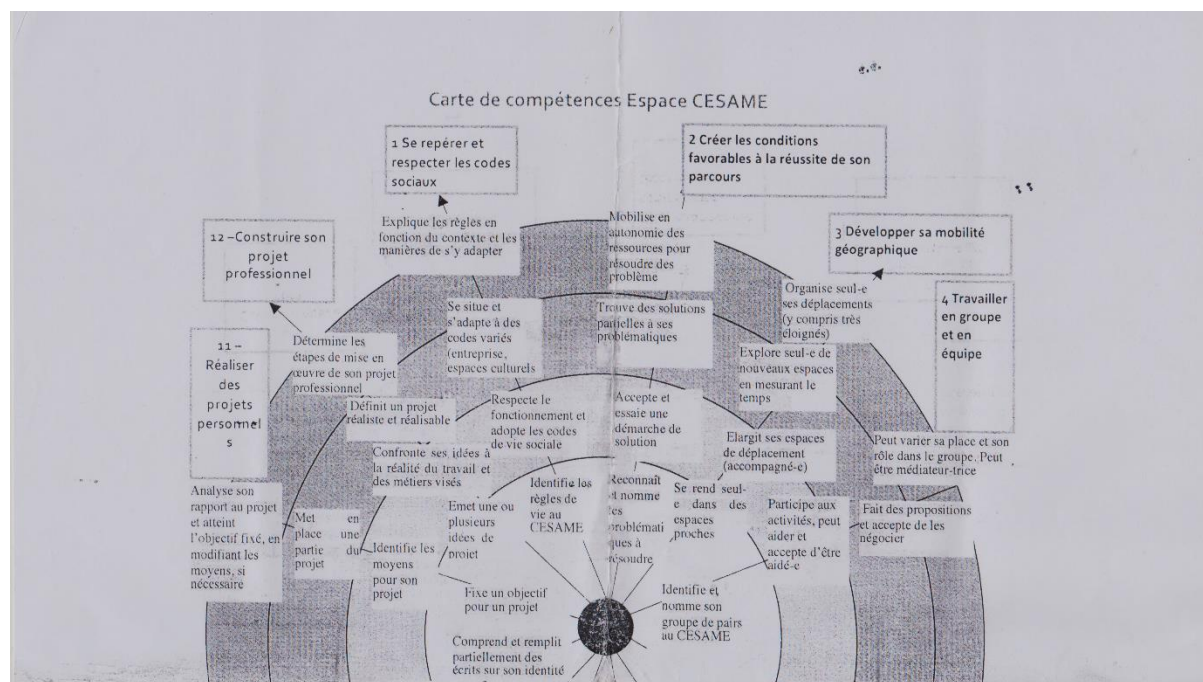 Carte de compétences Espace CESAME
1 Se repérer et
respecter les codes
sociaux
2 Créer les conditions
favorables à la réussite de son
parcours
12 –Construire son
projet
professionnel
3 Développer sa mobilité
géographique
4 Travailler
en groupe
et en
équipe
11 –
Réaliser
des
projets
personnel
s
Explique les règles en
fonction du contexte et les
manières de s'y adapter
Mobilise en
autonomie des
ressources pour
résoudre des
problème
Organise seul-e
ses déplacements
(y compris très
éloignés)
Se situe et
s'adapte à des
codes variés
(entreprise,
espaces culturels
Trouve des solutions
partielles à ses
problématiques
Détermine les
étapes de mise en
œuvre de son projet
professionnel
Explore seul-e de
nouveaux espaces
en mesurant le
temps
Définit un projet
réaliste et réalisable
Respecte le
fonctionnement et
adopte les codes
de vie sociale
Accepte et
essaie une
démarche de
solution
Elargit ses espaces
de déplacement
(accompagné-e)
Peut varier sa place et son
rôle dans le groupe. Peut
être médiateur-trice
Confronte ses idées à
la réalité du travail et
des métiers visés
Identifie les
règles de
vie au
CESAME
Reconnaît
et nomme
les
problémati
ques à
résoudre
Se rend seul-
e dans des
espaces
proches
Analyse son
rapport au projet
et atteint
l'objectif fixé, en
modifiant les
moyens, si
nécessaire
Met en
place une
partie du
projet
Identifie les
moyens
pour son
projet
Emet une ou
plusieurs
idées de
projet
Participe aux
activités, peut
aider et
accepte d'être
aidé-e
Fait des propositions
et accepte de les
négocier
Fixe un objectif
pour un projet
Identifie et
nomme son
groupe de pairs
au CESAME
Comprend et remplit
partiellement des
écrits sur son identité